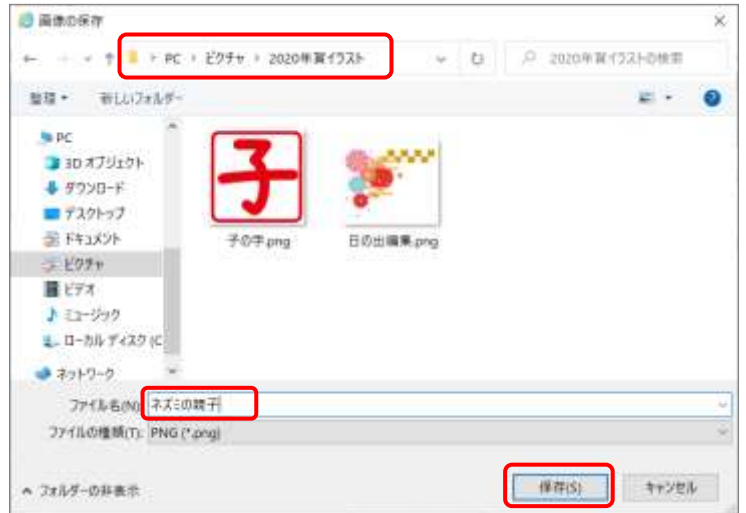 画像の保存
PC › ピクチャ › 2020年賀イラスト
2020年賀イラストの検索
整理 新しいフォルダー
PC
3D オブジェクト
ダウンロード
デスクトップ
ドキュメント
ピクチャ
ビデオ
ミュージック
ローカル ディスク (C
ネットワーク
子
子の字.png
日の出編集.png
ファイル名(N): ネズミの親子
ファイルの種類(T): PNG (*.png)
フォルダーの非表示
保存(S)
キャンセル